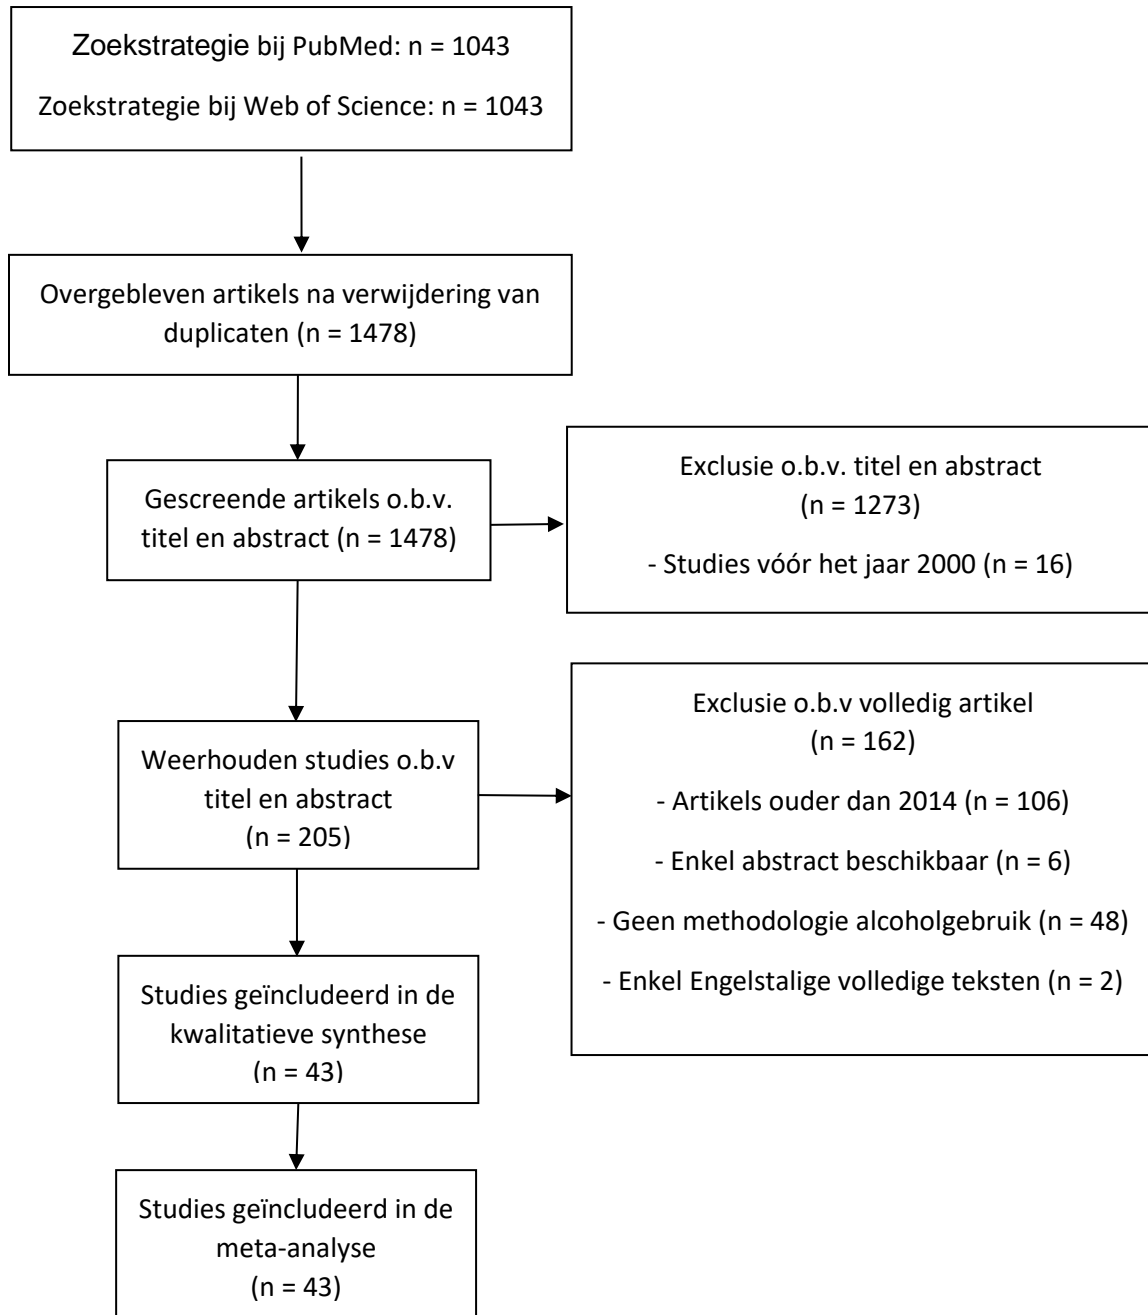 Zoekstrategie bij PubMed: n = 1043
Zoekstrategie bij Web of Science: n = 1043
Overgebleven artikels na verwijdering van
duplicaten (n = 1478)
Gescreende artikels o.b.v.
titel en abstract (n = 1478)
Exclusie o.b.v. titel en abstract
(n = 1273)
- Studies vóór het jaar 2000 (n = 16)
Weerhouden studies o.b.v
titel en abstract
(n = 205)
Exclusie o.b.v volledig artikel
(n = 162)
- Artikels ouder dan 2014 (n = 106)
- Enkel abstract beschikbaar (n = 6)
- Geen methodologie alcoholgebruik (n = 48)
- Enkel Engelstalige volledige teksten (n = 2)
Studies geïncludeerd in de
kwalitatieve synthese
(n = 43)
Studies geïncludeerd in de
meta-analyse
(n = 43)